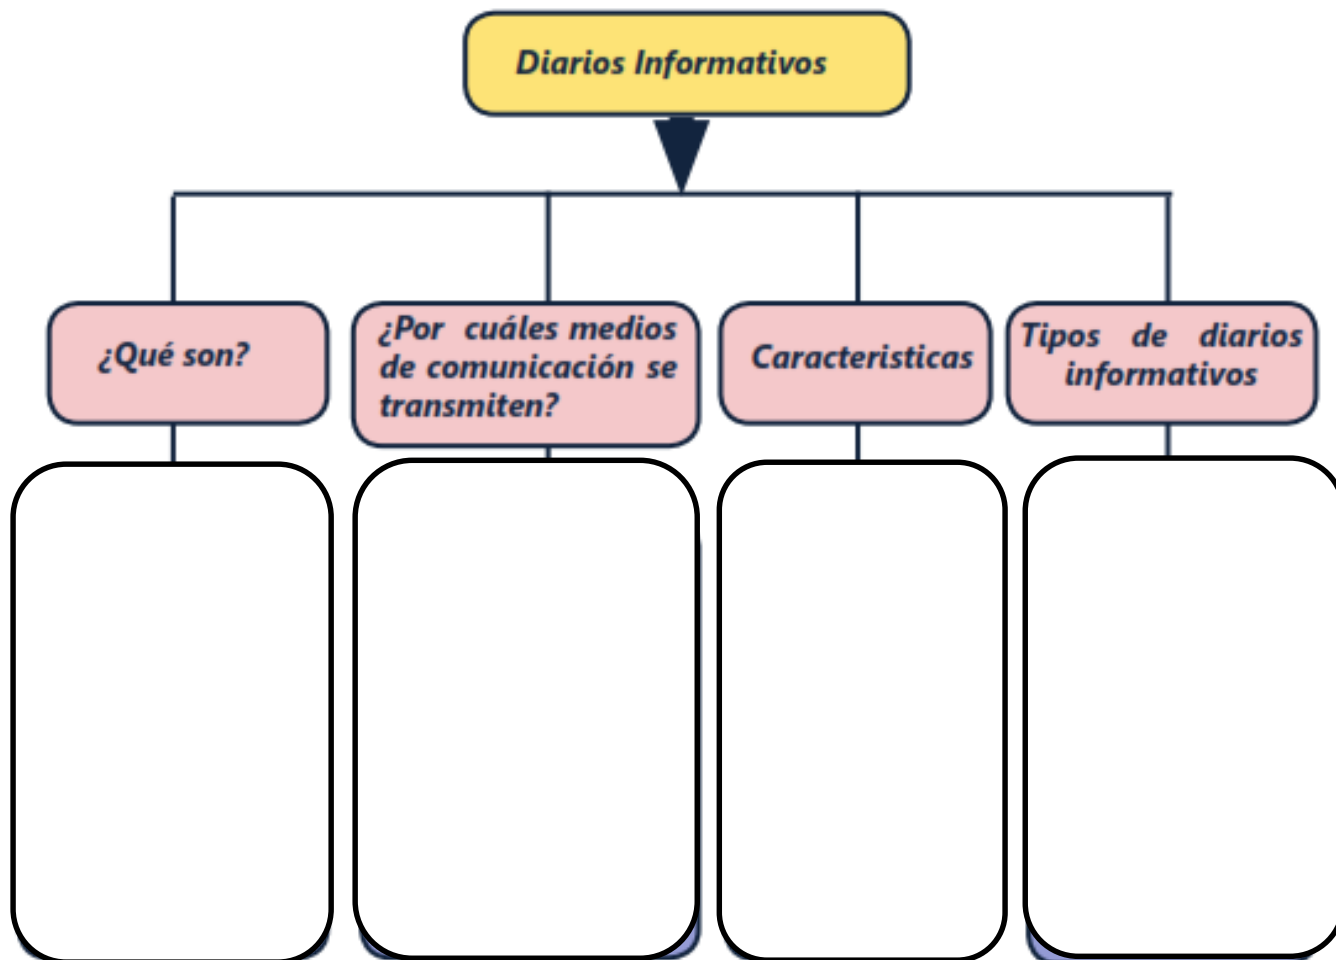 Diarios Informativos
¿Qué son?
¿Por cuáles medios
de comunicación se
transmiten?
Caracteristicas
Tipos de diarios
informativos